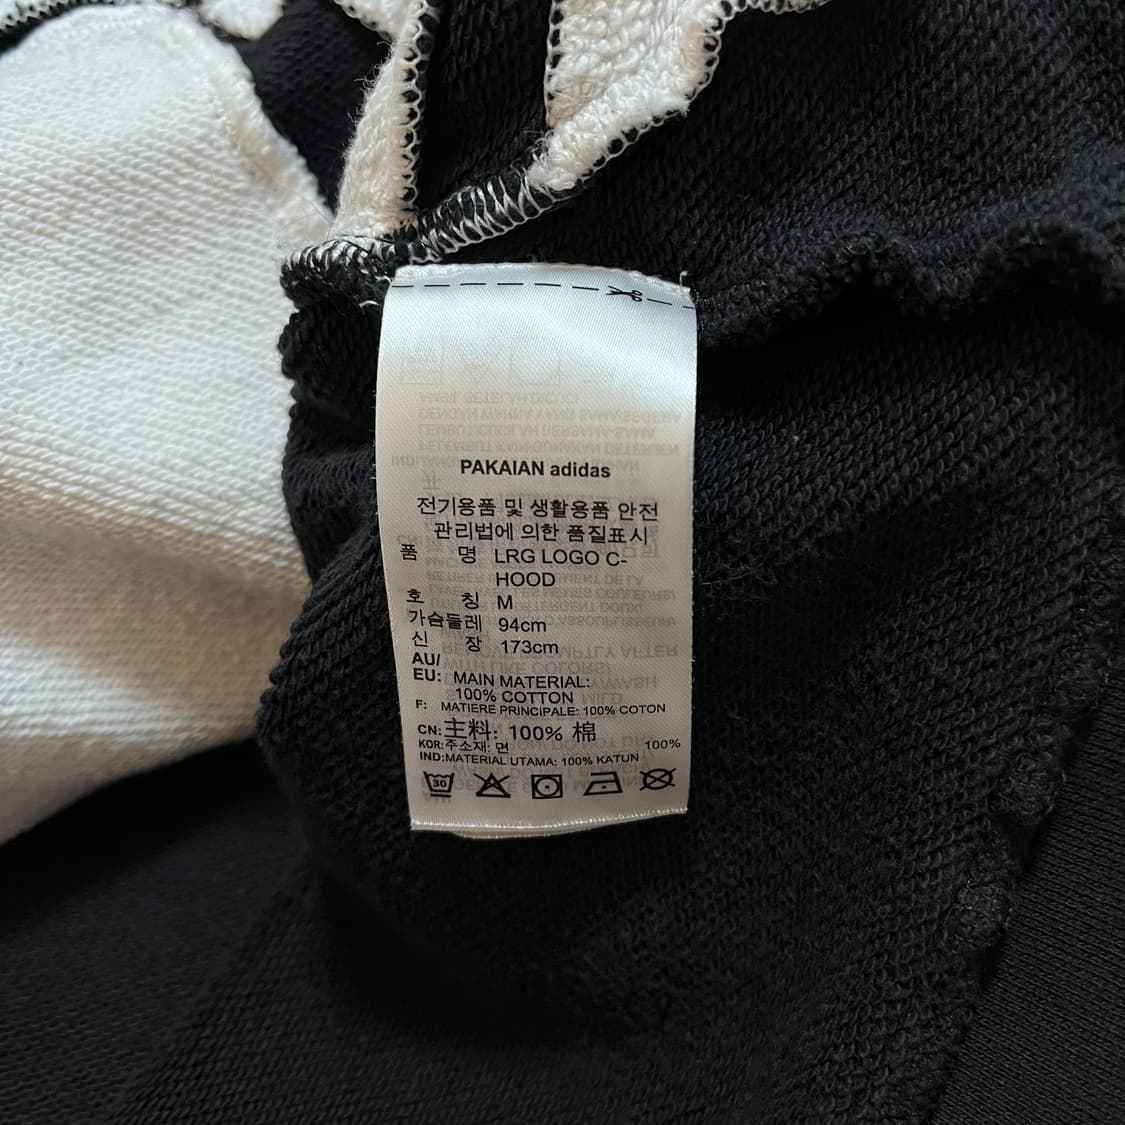 PAKAIAN adidas
전기용품 및 생활용품 안전
관리법에 의한 품질표시
품 명 LRG LOGO C-
HOOD
호 칭 M
가슴둘레 94cm
신 장 173cm
AU/
EU: MAIN MATERIAL:
100% COTTON
F: MATIERE PRINCIPALE: 100% COTON
CN: 主料: 100% 棉
KOR: 주소재: 면 100%
IND: MATERIAL UTAMA: 100% KATUN
30